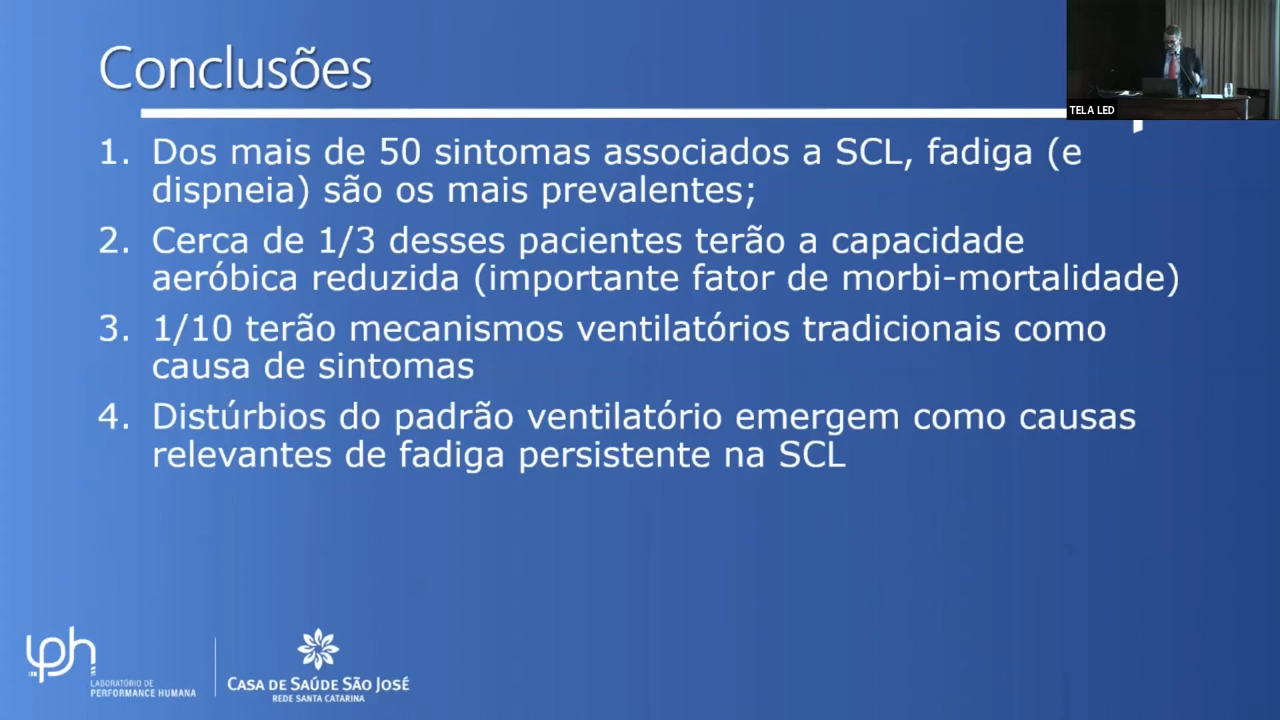 Conclusões
TELA LED
1. Dos mais de 50 sintomas associados a SCL, fadiga (e
dispneia) são os mais prevalentes;
2. Cerca de 1/3 desses pacientes terão a capacidade
aeróbica reduzida (importante fator de morbi-mortalidade)
3. 1/10 terão mecanismos ventilatórios tradicionais como
causa de sintomas
4. Distúrbios do padrão ventilatório emergem como causas
relevantes de fadiga persistente na SCL
lph
LABORATÓRIO DE
PERFORMANCE HUMANA
CASA DE SAÚDE SÃO JOSÉ
REDE SANTA CATARINA